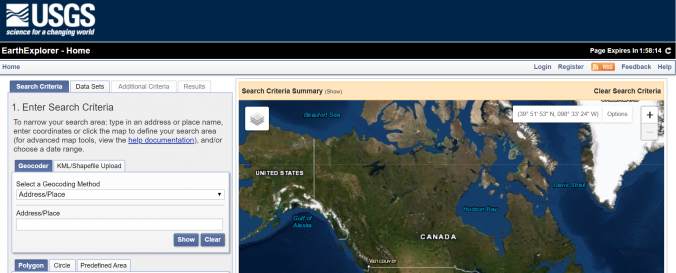 USGS
science for a changing world
EarthExplorer - Home
Page Expires In 1:58:14
Home
Login Register RSS Feedback Help
Search Criteria Data Sets Additional Criteria Results
Search Criteria Summary (Show)
Clear Search Criteria
1. Enter Search Criteria
To narrow your search area: type in an address or place name,
enter coordinates or click the map to define your search area
(for advanced map tools, view the help documentation), and/or
choose a date range.
Geocoder KML/Shapefile Upload
Select a Geocoding Method
Address/Place
Address/Place
Show Clear
Polygon Circle Predefined Area
Beaufort Sea
(39° 51' 53" N, 098° 33' 24" W) Options
+
-
UNITED STATES
Davis Strait
Hudson Bay
Gulf of
Alaska
CANADA
Vancouver